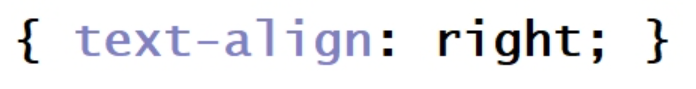 { text-align: right; }